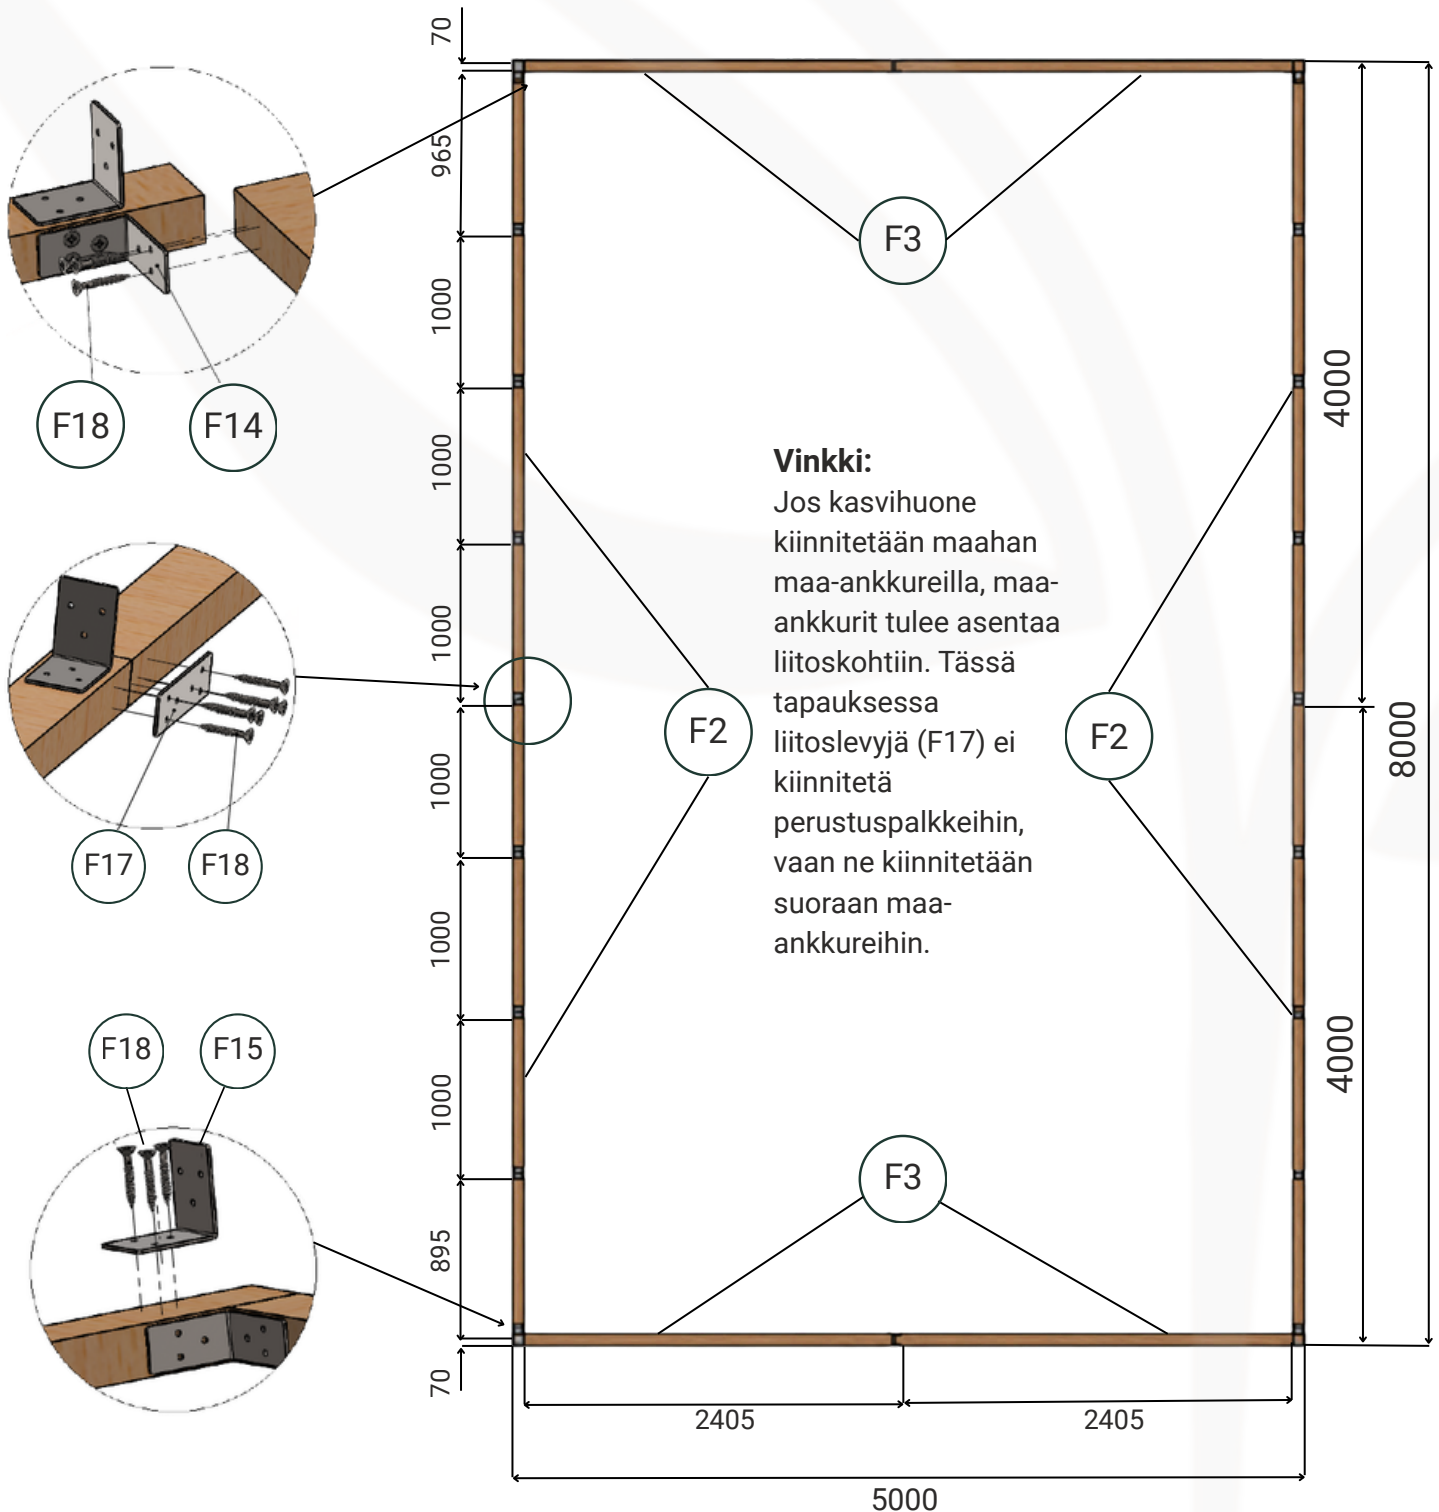 70
965
1000
1000
1000
1000
1000
1000
895
70
F18
F14
F17
F18
F18
F15
F3
F2
F2
F3
Vinkki:
Jos kasvihuone
kiinnitetään maahan
maa-ankkureilla, maa-
ankkurit tulee asentaa
liitoskohtiin. Tässä
tapauksessa
liitoslevyjä (F17) ei
kiinnitetä
perustuspalkkeihin,
vaan ne kiinnitetään
suoraan maa-
ankkureihin.
4000
8000
4000
2405
2405
5000